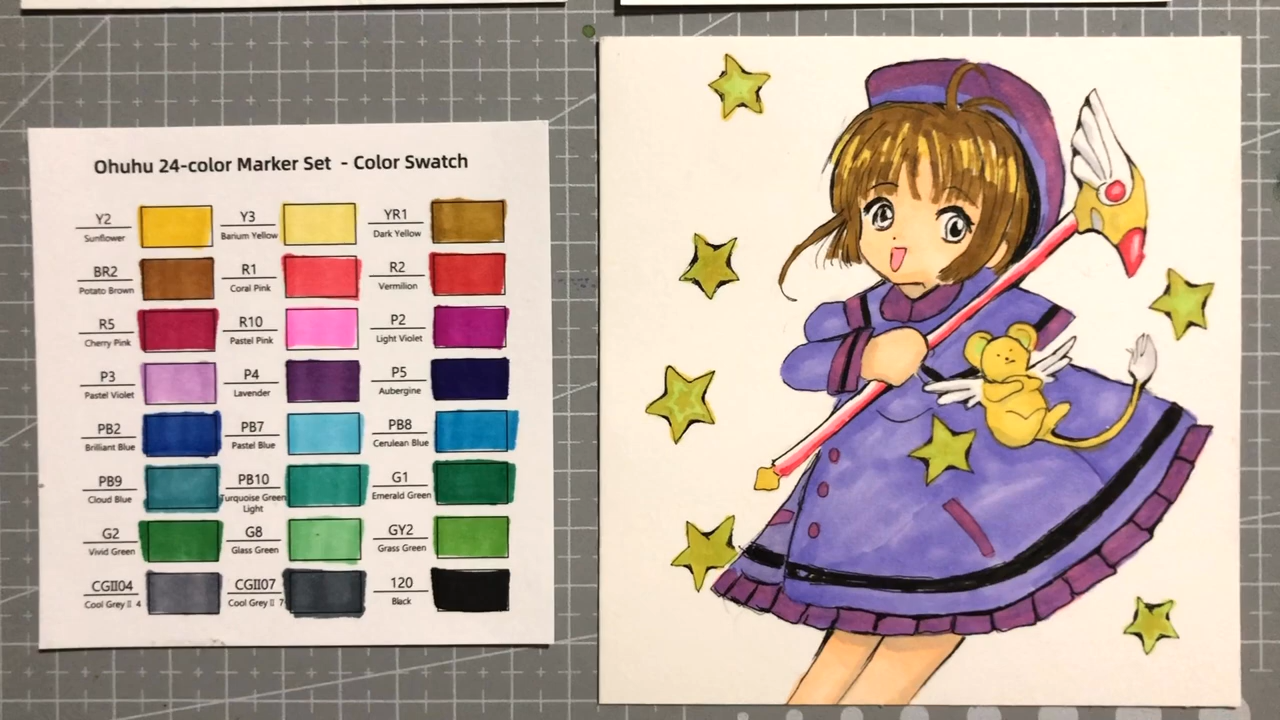 Ohuhu 24-color Marker Set - Color Swatch
Y2 Y3 YR1
Sunflower Barium Yellow Dark Yellow
BR2 R1 R2
Potato Brown Coral Pink Vermilion
R5 R10 P2
Cherry Pink Pastel Pink Light Violet
P3 P4 P5
Pastel Violet Lavender Aubergine
PB2 PB7 PB8
Brilliant Blue Pastel Blue Cerulean Blue
PB9 PB10 G1
Cloud Blue Turquoise Green Emerald Green
Light
G2 G8 GY2
Vivid Green Glass Green Grass Green
CGII04 CGII07 120
Cool Grey 4 Cool Grey 7 Black